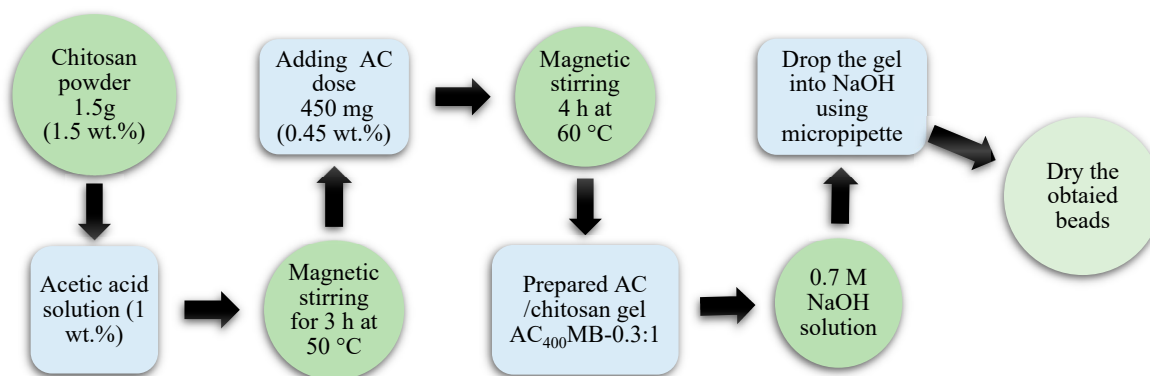 Chitosan
powder
1.5g
(1.5 wt.%)
Acetic acid
solution (1
wt.%)
Magnetic
stirring
for 3 h at
50 °C
Adding AC
dose
450 mg
(0.45 wt.%)
Magnetic
stirring
4 h at
60 °C
Prepared AC
/chitosan gel
AC₄₀₀MB-0.3:1
0.7 M
NaOH
solution
Drop the gel
into NaOH
using
micropipette
Dry the
obtaied
beads